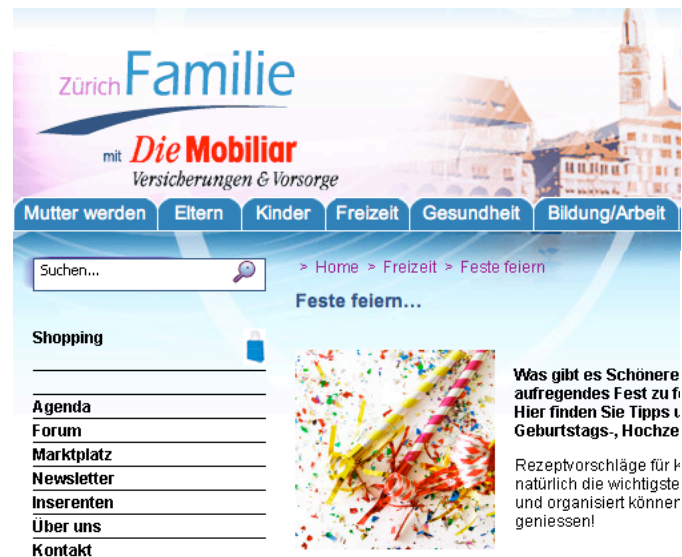 Zürich Familie
mit Die Mobiliar
Versicherungen & Vorsorge
Mutter werden Eltern Kinder Freizeit Gesundheit Bildung/Arbeit
Suchen...
> Home > Freizeit > Feste feiern
Feste feiern...
Shopping
Was gibt es Schönere
aufregendes Fest zu f
Hier finden Sie Tipps u
Geburtstags-, Hochze
Agenda
Forum
Marktplatz
Newsletter
Inserenten
Über uns
Kontakt
Rezeptvorschläge für
natürlich die wichtigste
und organisiert können
geniessen!